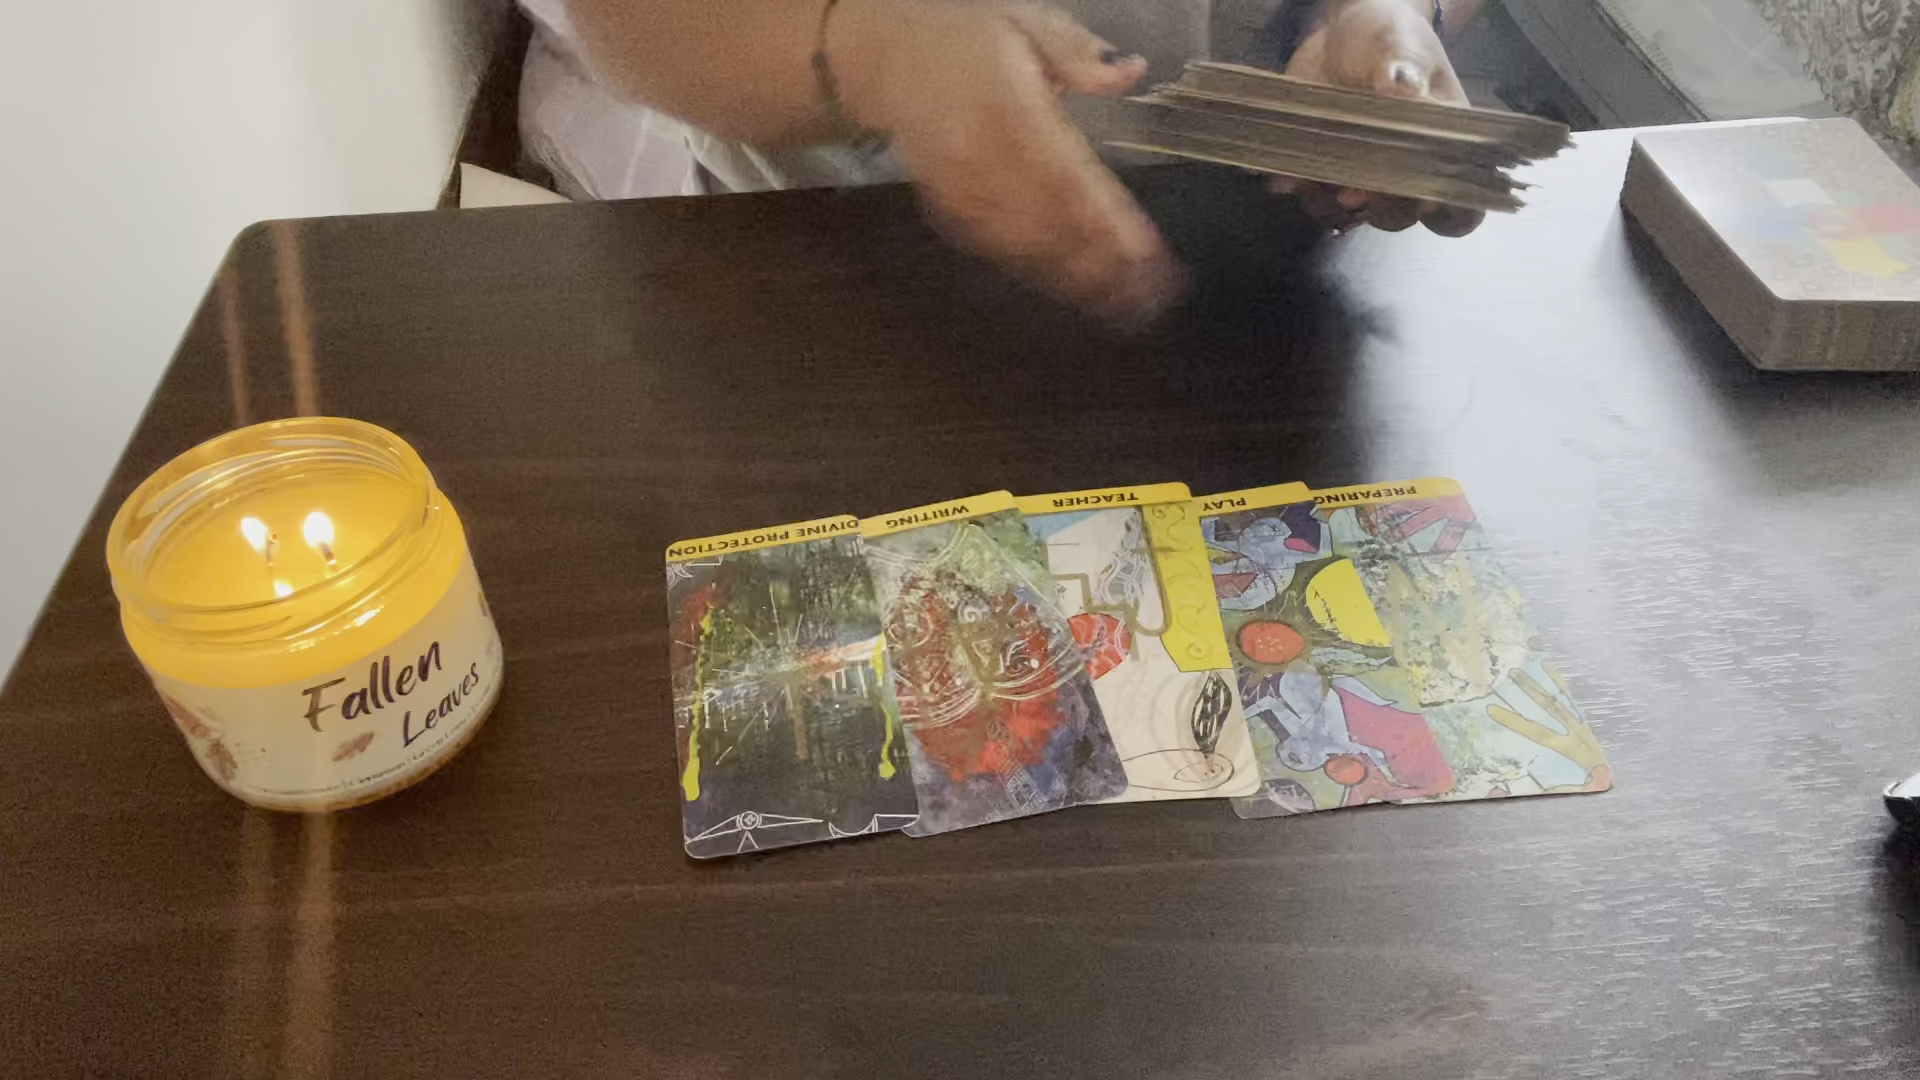 Fallen
Leaves
DIVINE PROTECTION
WRITING
TEACHER
PLAY
PREPARING